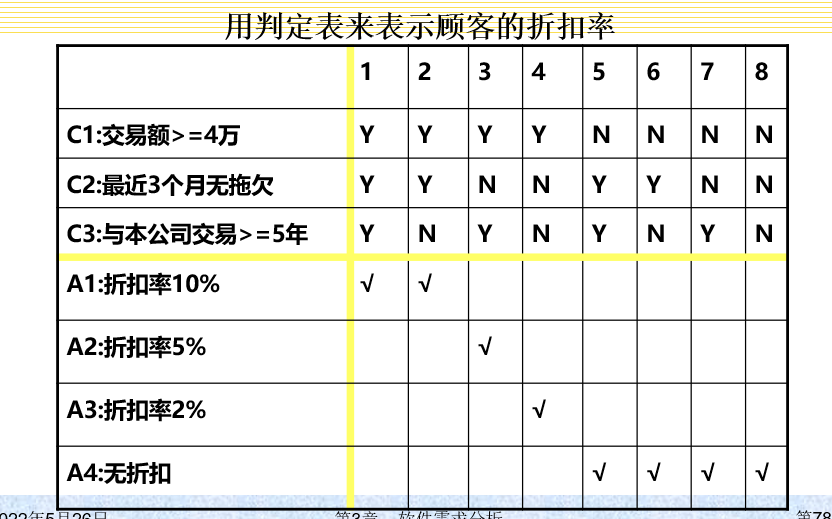 用判定表来表示顾客的折扣率
1 2 3 4 5 6 7 8
C1:交易额>=4万 Y Y Y Y N N N N
C2:最近3个月无拖欠 Y Y N N Y Y N N
C3:与本公司交易>=5年 Y N Y N Y N Y N
A1:折扣率10% √ √
A2:折扣率5% √
A3:折扣率2% √
A4:无折扣 √ √ √ √
022年5月26日 第3章 软件需求分析 第78